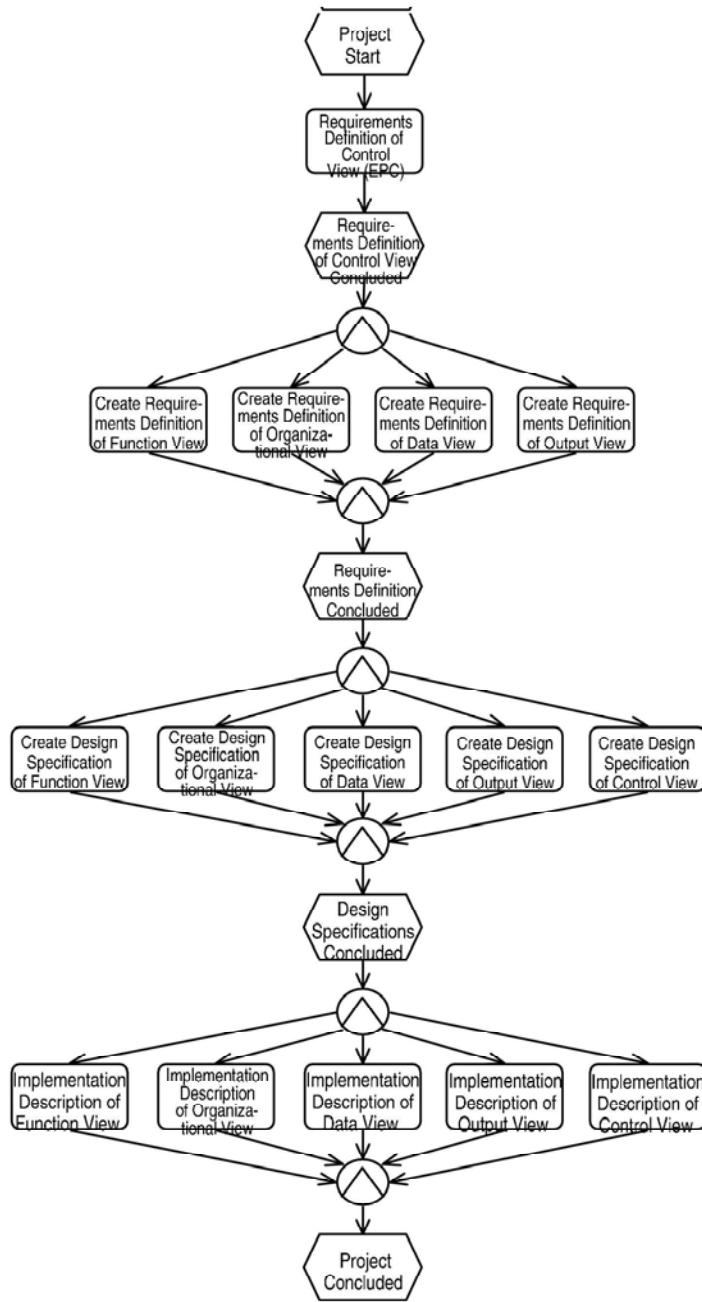 Project
Start
Requirements
Definition of
Control
View (EPC)
Require-
ments Definition
of Control View
Concluded
Create Require-
ments Definition
of Function View
Create Require-
ments Definition
of Organiza-
tional View
Create Require-
ments Definition
of Data View
Create Require-
ments Definition
of Output View
Require-
ments Definition
Concluded
Create Design
Specification
of Function View
Create Design
Specification
of Organiza-
tional View
Create Design
Specification
of Data View
Create Design
Specification
of Output View
Create Design
Specification
of Control View
Design
Specifications
Concluded
Implementation
Description of
Function View
Implementation
Description
of Organiza-
tional View
Implementation
Description of
Data View
Implementation
Description of
Output View
Implementation
Description of
Control View
Project
Concluded